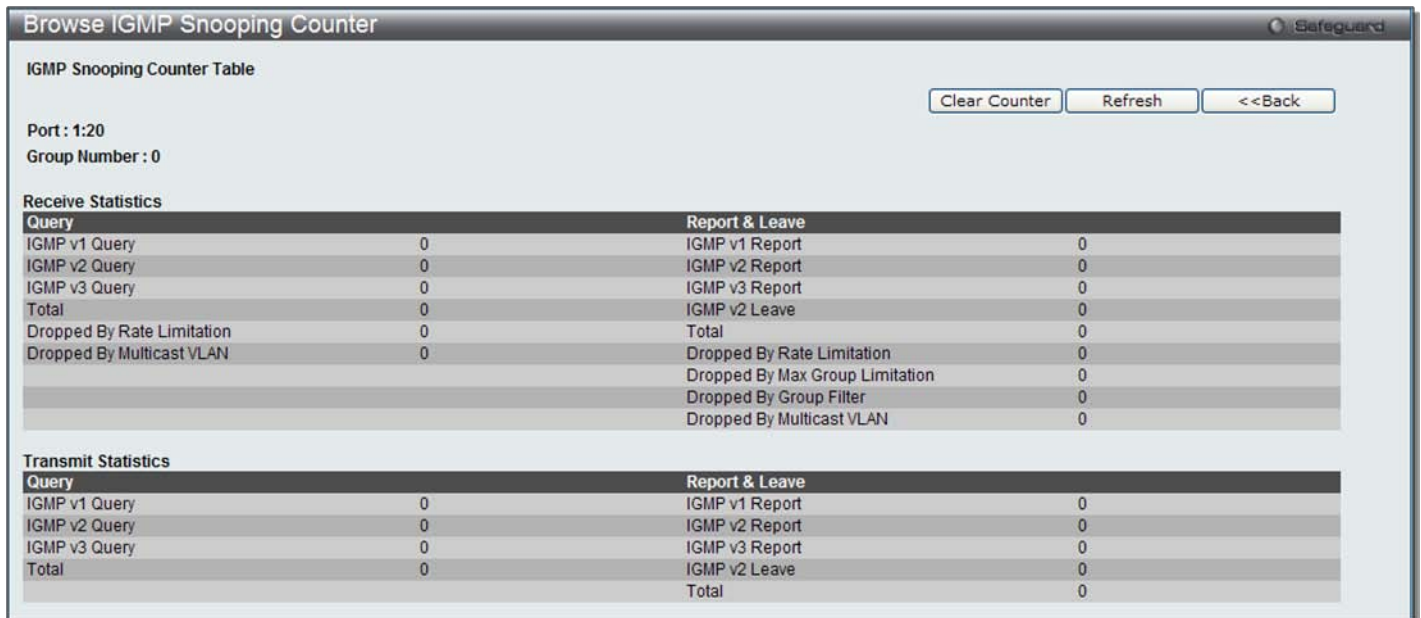 Browse IGMP Snooping Counter
Safeguard
IGMP Snooping Counter Table
Clear Counter Refresh <<Back
Port : 1:20
Group Number : 0
Receive Statistics
Query Report & Leave
IGMP v1 Query 0 IGMP v1 Report 0
IGMP v2 Query 0 IGMP v2 Report 0
IGMP v3 Query 0 IGMP v3 Report 0
Total 0 IGMP v2 Leave 0
Dropped By Rate Limitation 0 Total 0
Dropped By Multicast VLAN 0 Dropped By Rate Limitation 0
Dropped By Max Group Limitation 0
Dropped By Group Filter 0
Dropped By Multicast VLAN 0
Transmit Statistics
Query Report & Leave
IGMP v1 Query 0 IGMP v1 Report 0
IGMP v2 Query 0 IGMP v2 Report 0
IGMP v3 Query 0 IGMP v3 Report 0
Total 0 IGMP v2 Leave 0
Total 0